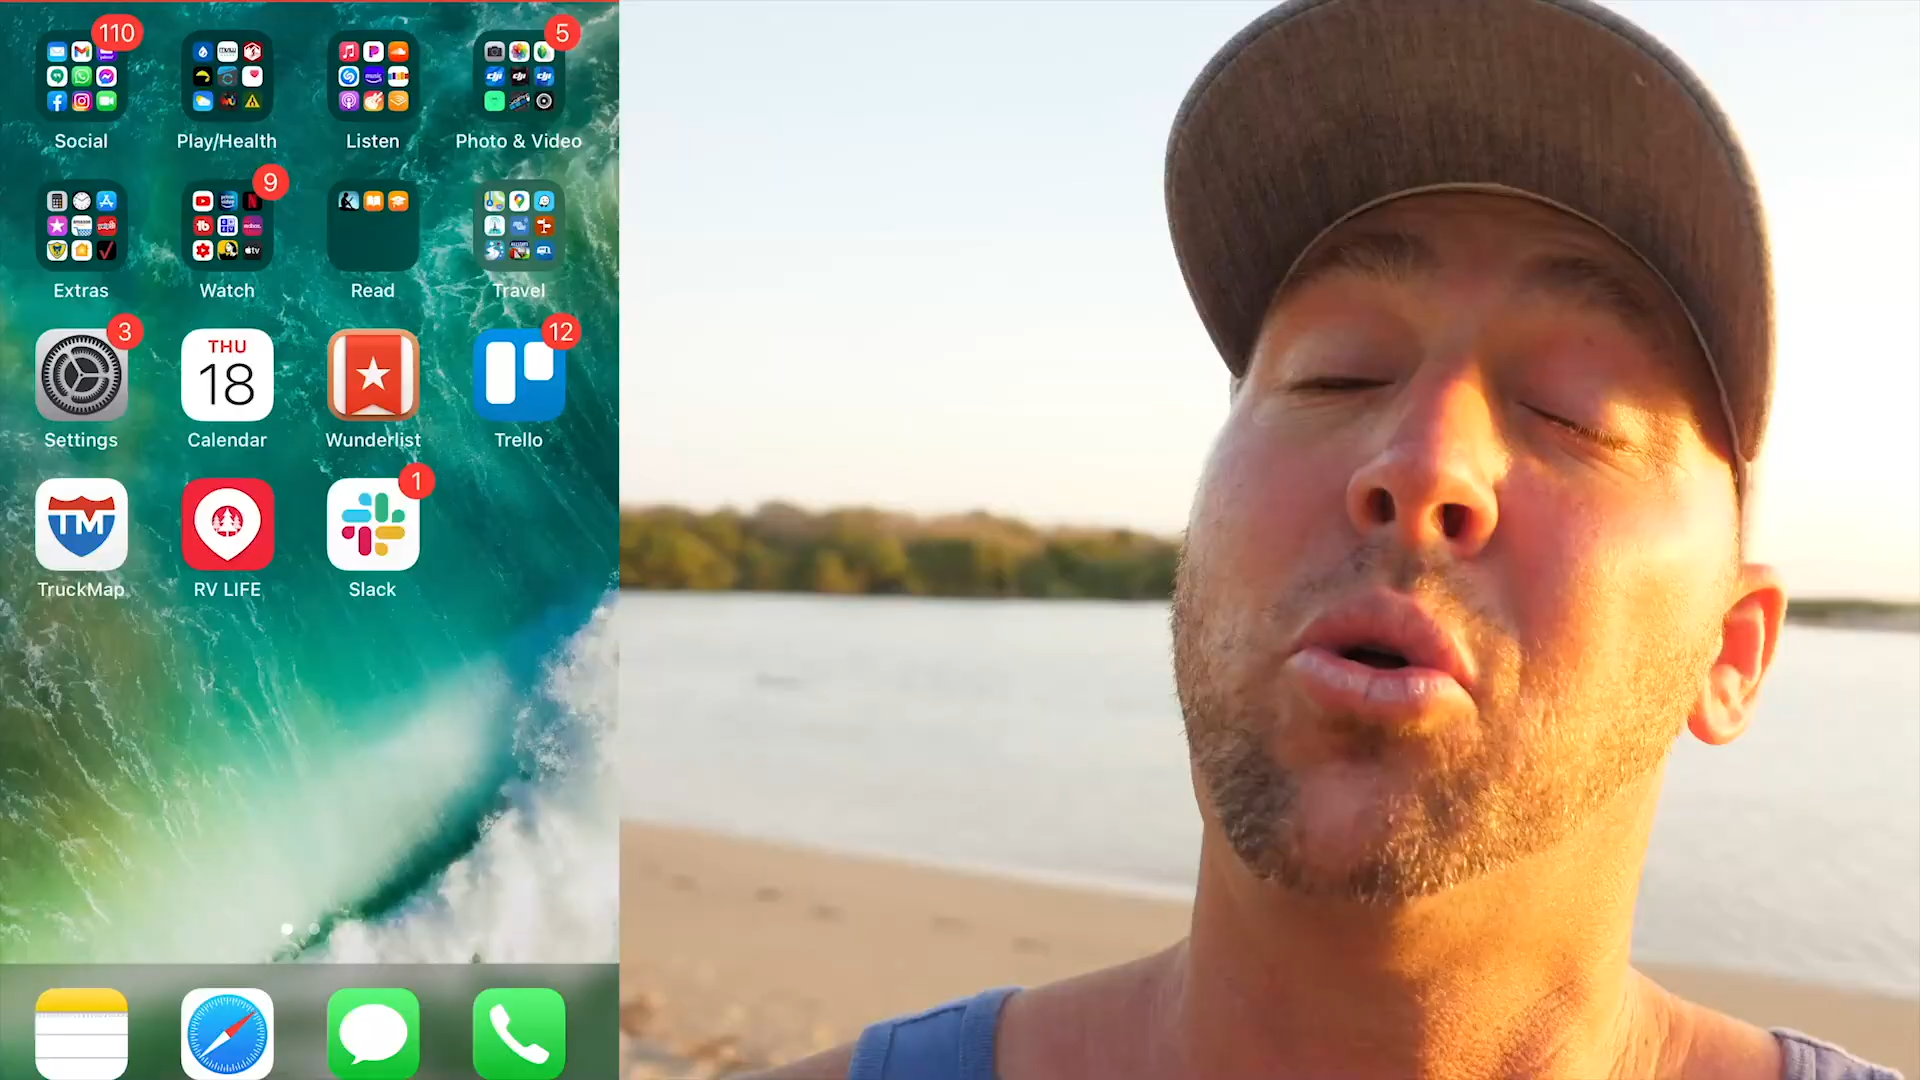 110
5
Social
Play/Health
Listen
Photo & Video
9
Extras
Watch
Read
Travel
3
THU
18
12
Settings
Calendar
Wunderlist
Trello
1
TM
TruckMap
RV LIFE
Slack